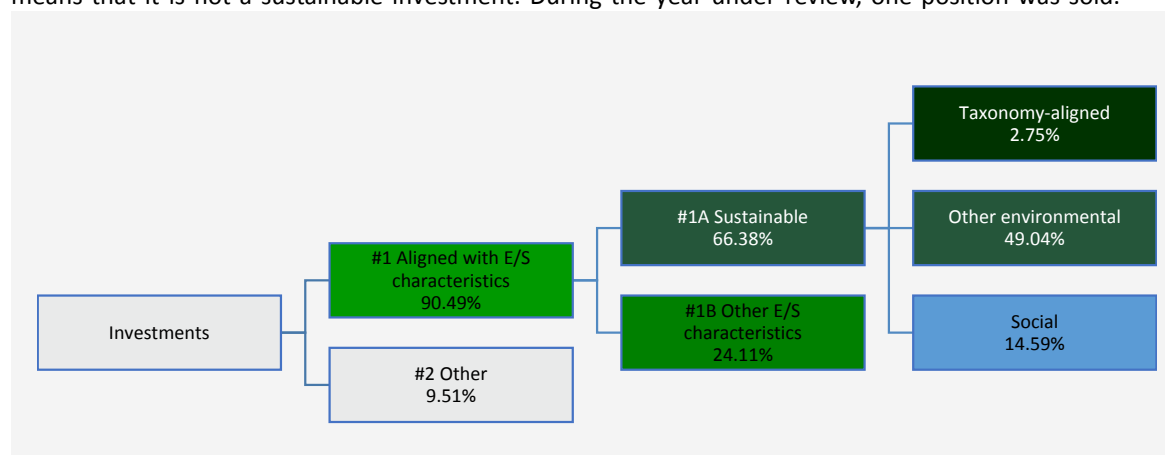 means that it is not a sustainable investment. During the year under review, one position was sold.
Taxonomy-aligned
2.75%
#1A Sustainable
66.38%
Other environmental
49.04%
#1 Aligned with E/S
characteristics
90.49%
Investments
#1B Other E/S
characteristics
24.11%
Social
14.59%
#2 Other
9.51%